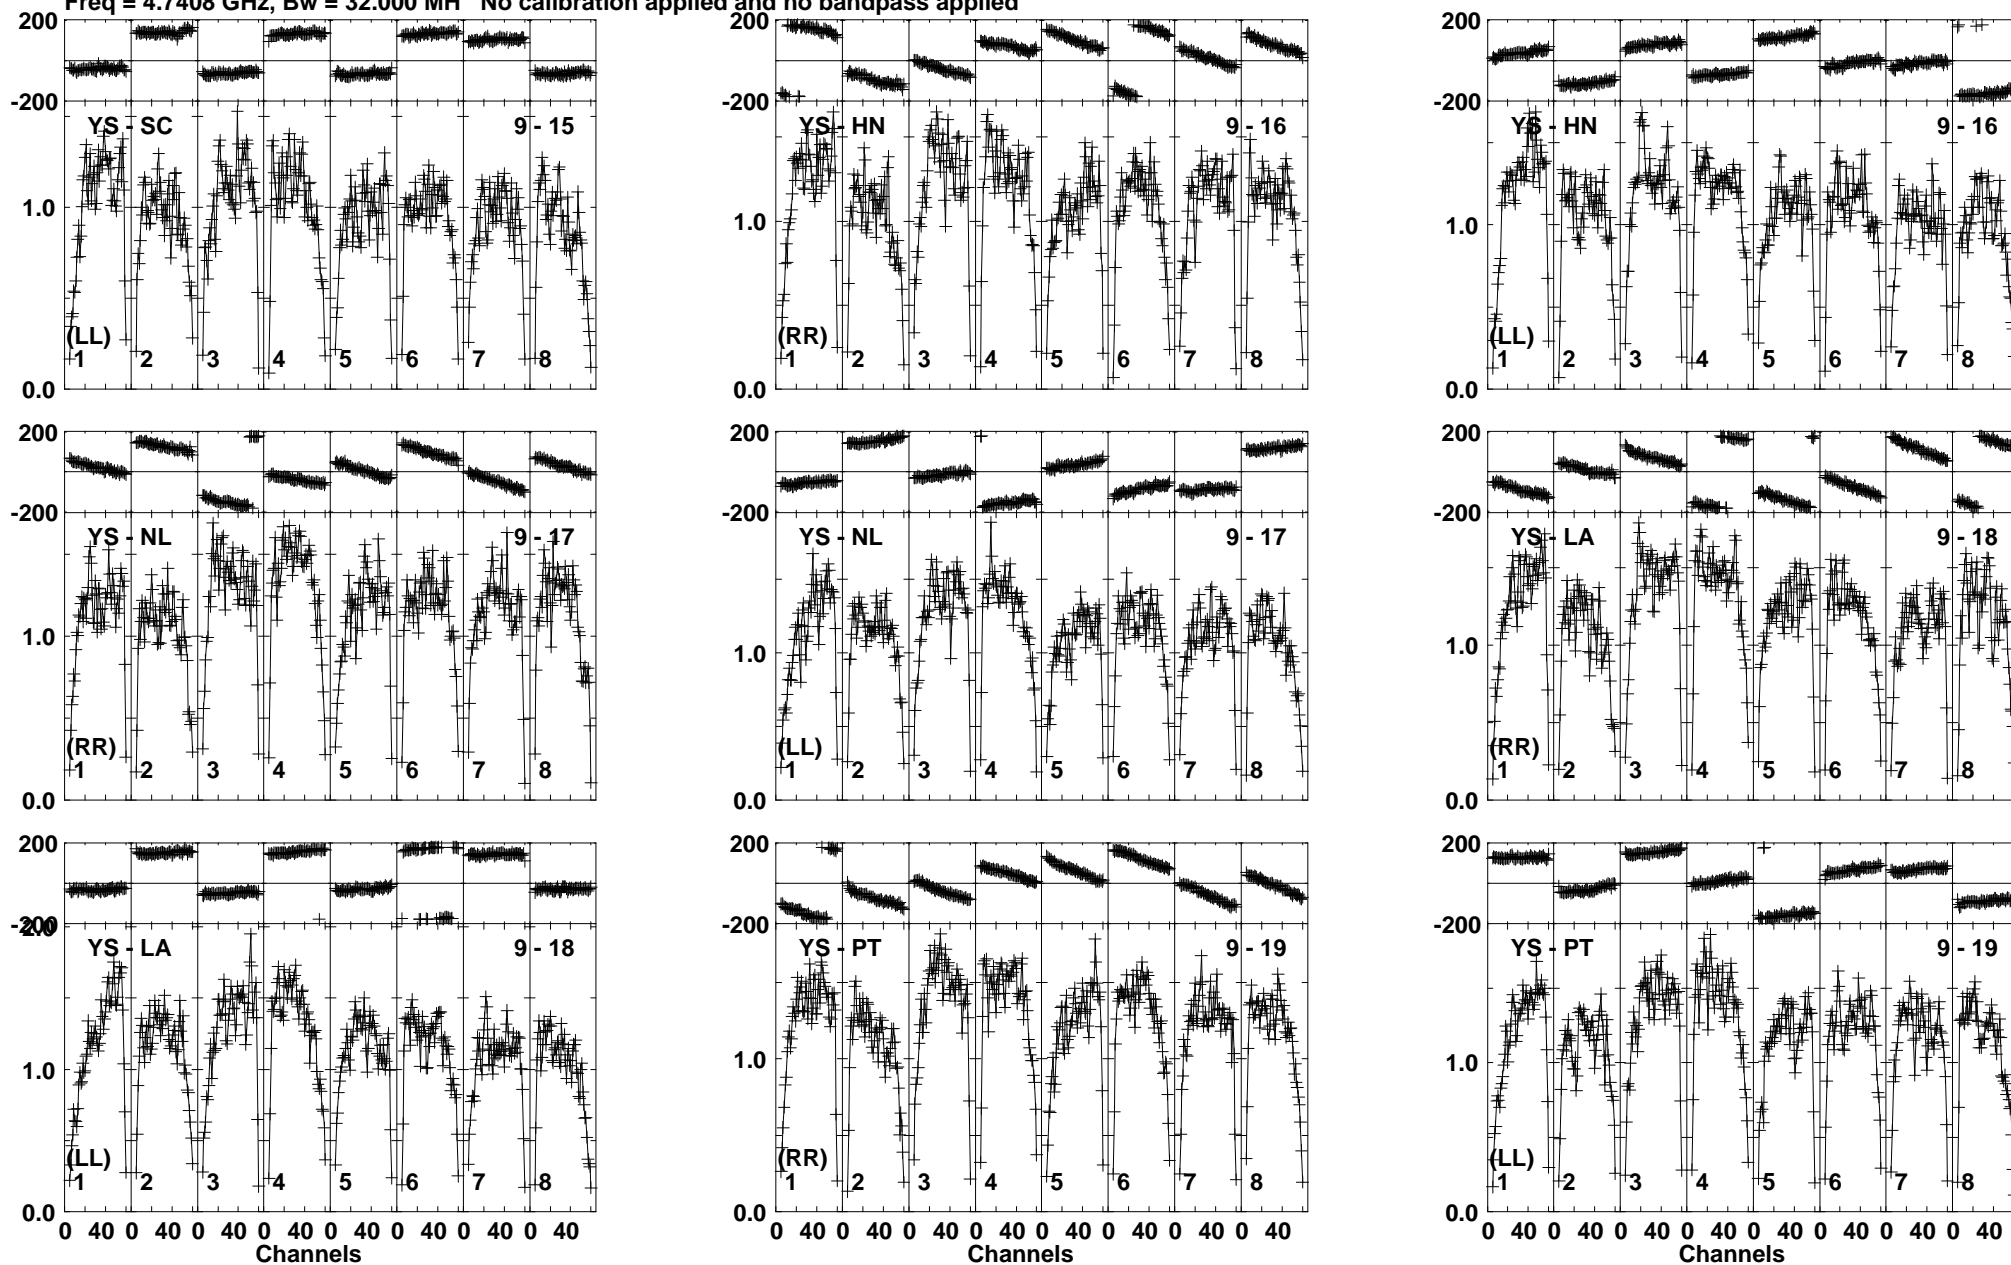 Freq = 4.7408 GHz, Bw = 32.000 MH No calibration applied and no bandpass applied
200 200 200
-200 -200 -200
YS - SC 9 - 15 YS - HN 9 - 16 YS - HN 9 - 16
1.0 1.0 1.0
(LL) (RR) (LL)
1 2 3 4 5 6 7 8 1 2 3 4 5 6 7 8 1 2 3 4 5 6 7 8
0.0 0.0 0.0
200 200 200
-200 -200 -200
YS - NL 9 - 17 YS - NL 9 - 17 YS - LA 9 - 18
1.0 1.0 1.0
(RR) (LL) (RR)
1 2 3 4 5 6 7 8 1 2 3 4 5 6 7 8 1 2 3 4 5 6 7 8
0.0 0.0 0.0
200 200 200
-200 -200 -200
2.0
YS - LA 9 - 18 YS - PT 9 - 19 YS - PT 9 - 19
1.0 1.0 1.0
(LL) (RR) (LL)
1 2 3 4 5 6 7 8 1 2 3 4 5 6 7 8 1 2 3 4 5 6 7 8
0.0 0.0 0.0
0 40 0 40 0 40 0 40 0 40 0 40 0 40 0 40 0 40 0 40 0 40 0 40 0 40 0 40 0 40 0 40 0 40 0 40 0 40 0 40 0 40 0 40 0 40 0 40
Channels Channels Channels